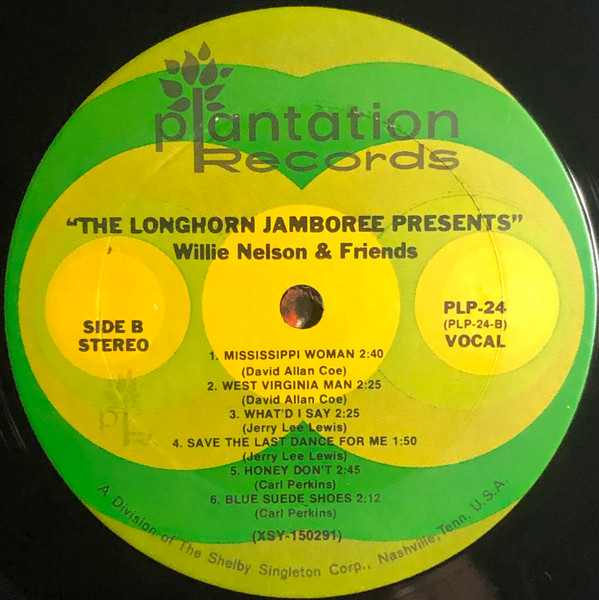 plantation
Records
"THE LONGHORN JAMBOREE PRESENTS"
Willie Nelson & Friends
SIDE B
STEREO
PLP-24
(PLP-24-B)
VOCAL
1. MISSISSIPPI WOMAN 2:40
(David Allan Coe)
2. WEST VIRGINIA MAN 2:25
(David Allan Coe)
3. WHAT'D I SAY 2:25
(Jerry Lee Lewis)
4. SAVE THE LAST DANCE FOR ME 1:50
(Jerry Lee Lewis)
5. HONEY DON'T 2:45
(Carl Perkins)
6. BLUE SUEDE SHOES 2:12
(Carl Perkins)
(XSY-150291)
A Division of The Shelby Singleton Corp., Nashville, Tenn. U.S.A.